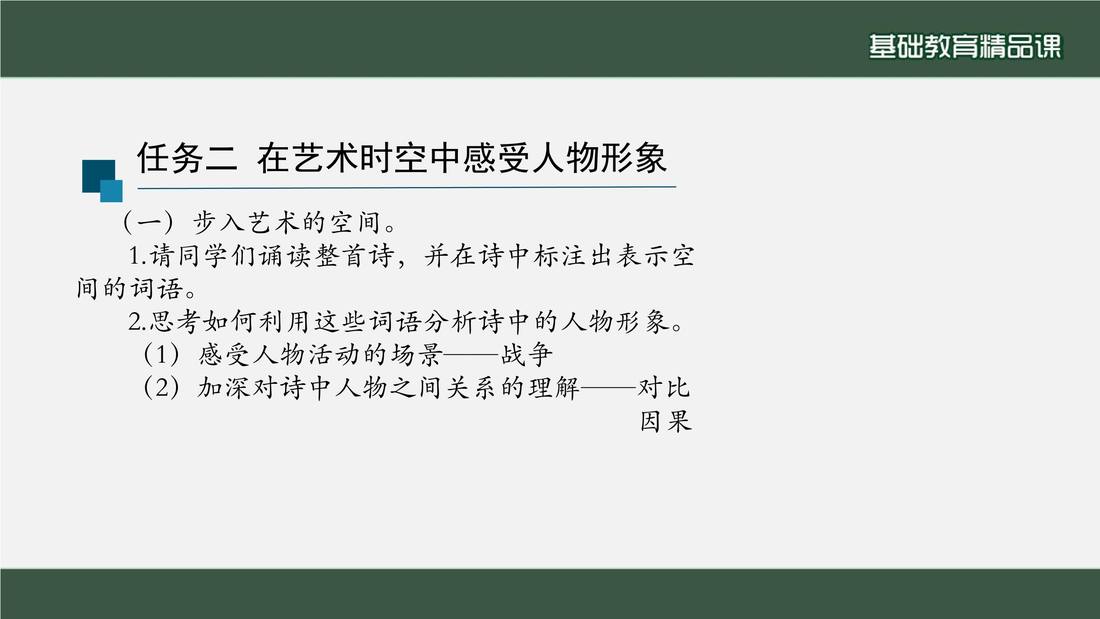 基础教育精品课
任务二 在艺术时空中感受人物形象
（一）步入艺术的空间。
1.请同学们诵读整首诗，并在诗中标注出表示空
间的词语。
2.思考如何利用这些词语分析诗中的人物形象。
（1）感受人物活动的场景——战争
（2）加深对诗中人物之间关系的理解——对比
因果